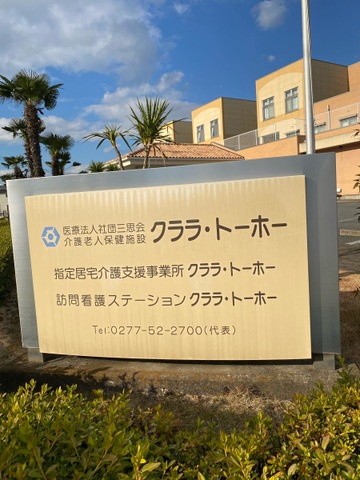 医療法人社団三思会
介護老人保健施設 クララ・トーホー
指定居宅介護支援事業所 クララ・トーホー
訪問看護ステーション クララ・トーホー
Tel:0277-52-2700(代表)